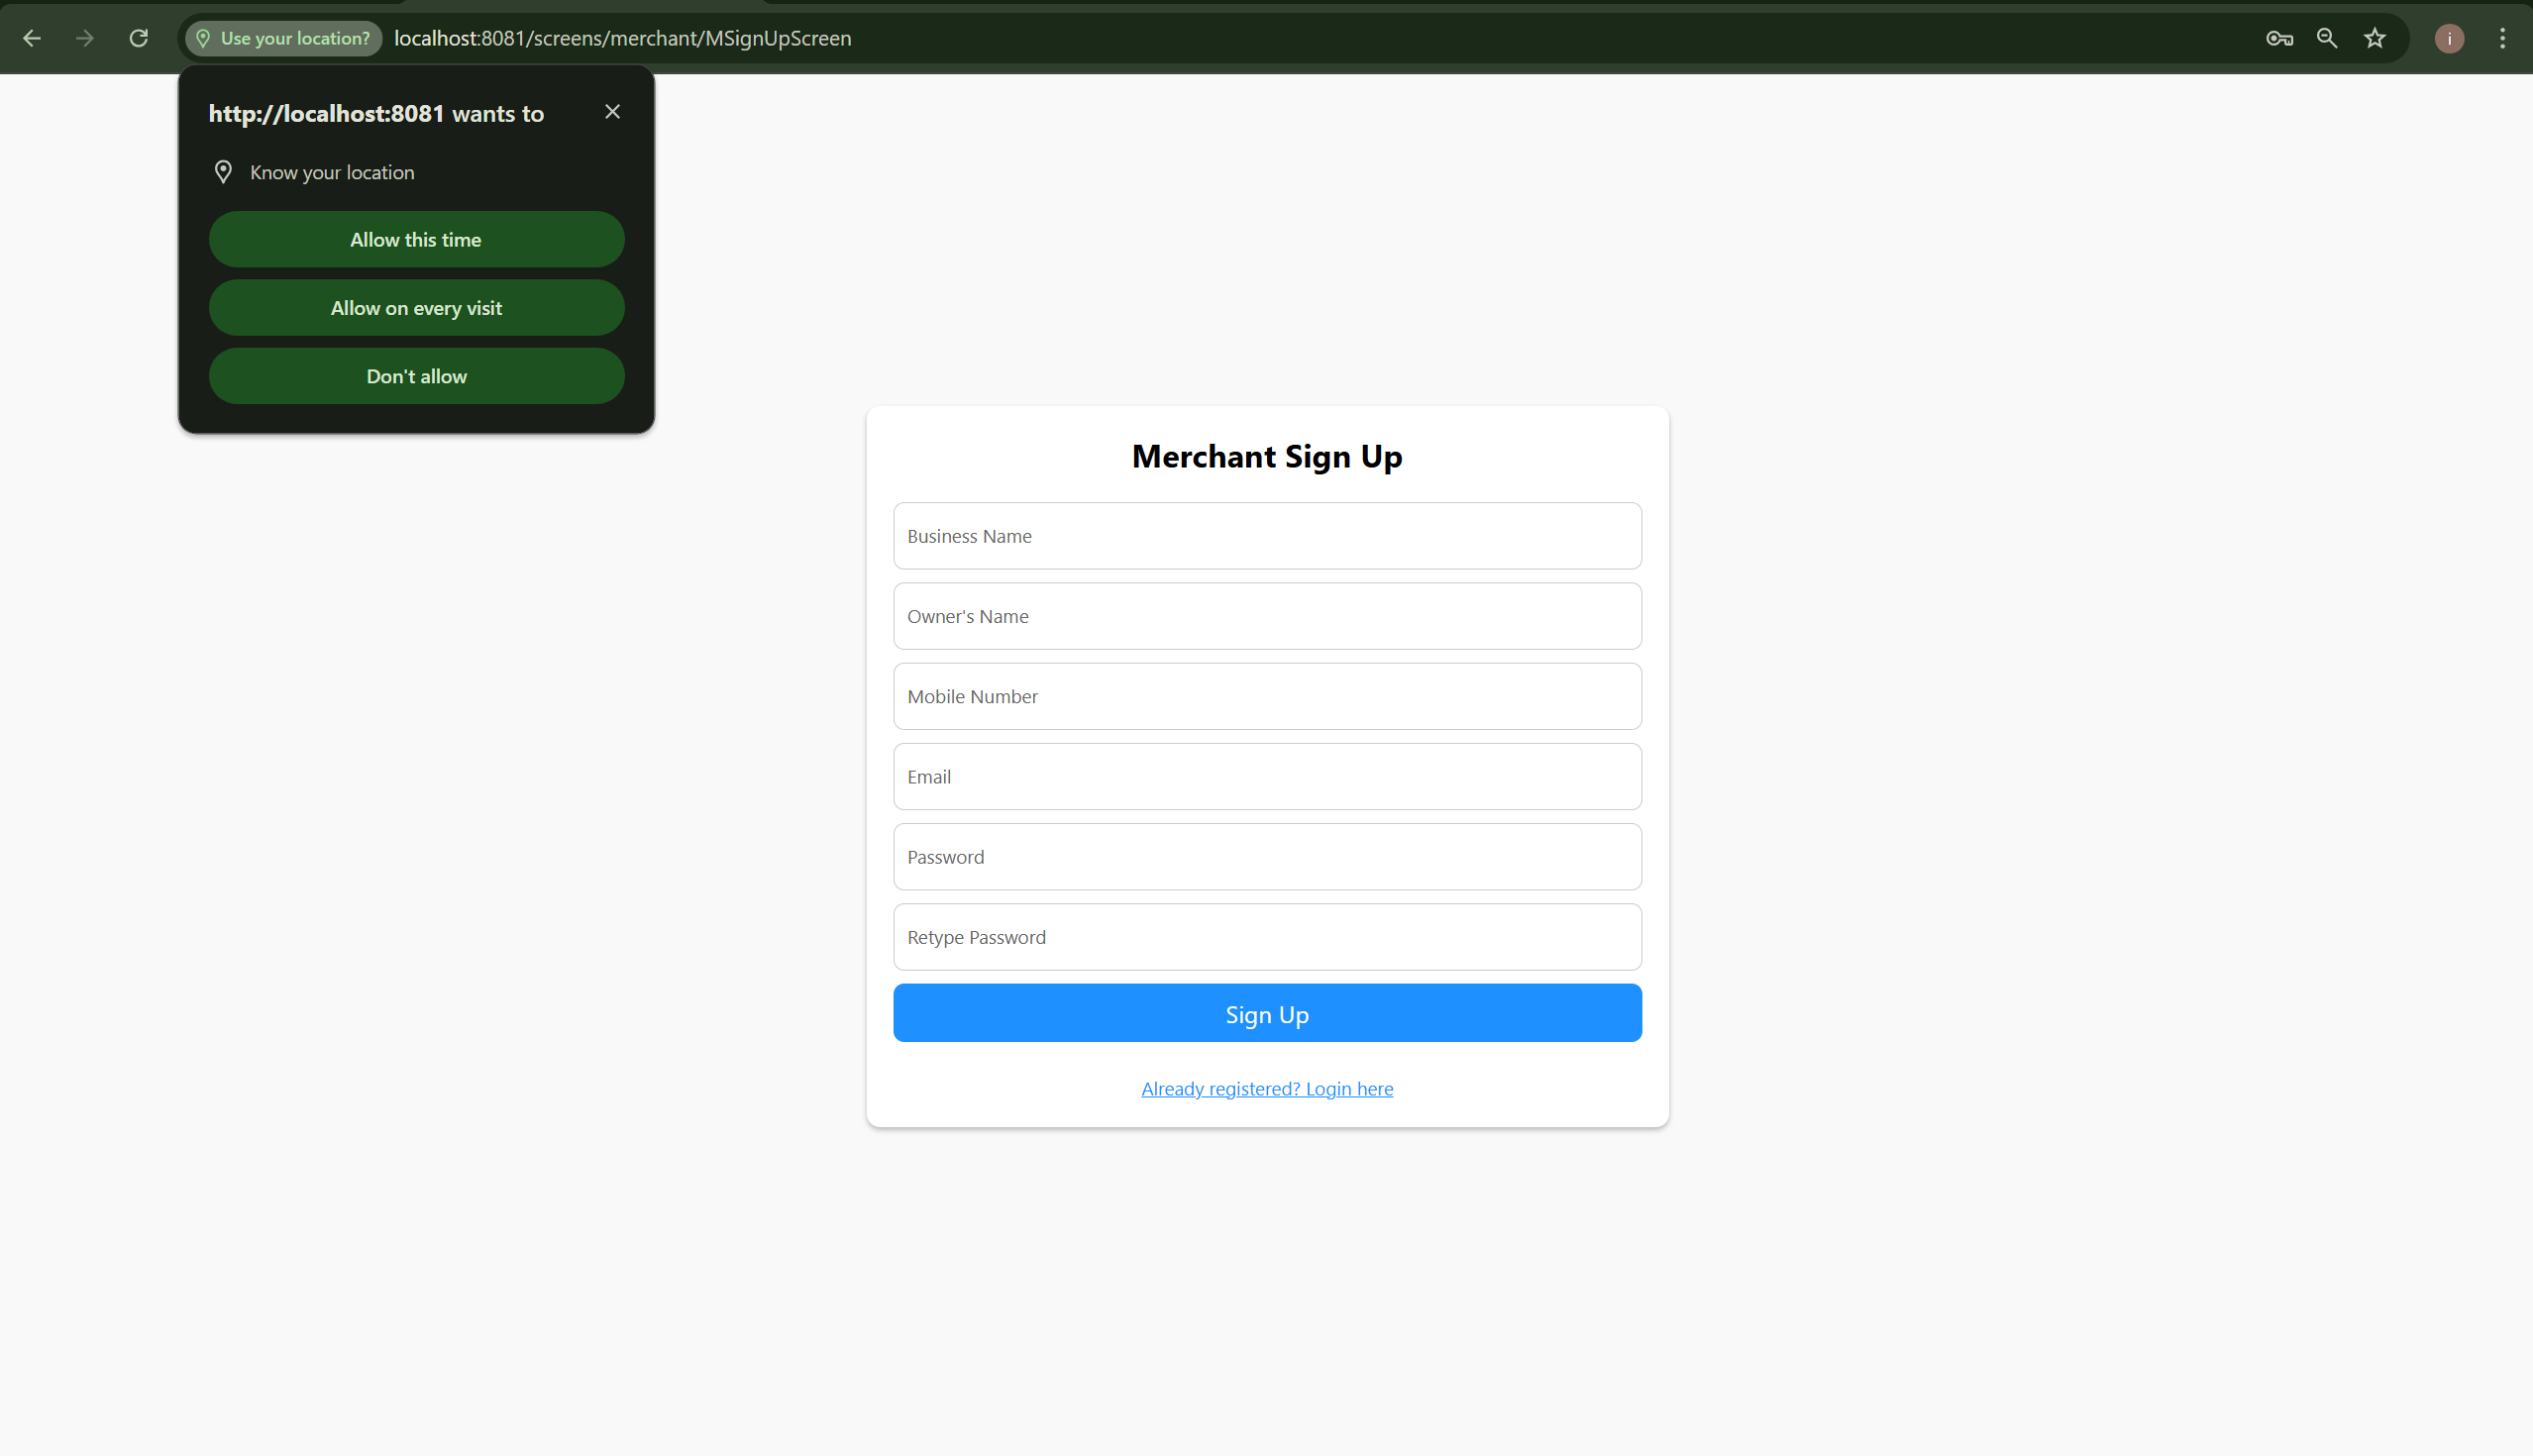 Use your location?
localhost:8081/screens/merchant/MSignUpScreen
i
http://localhost:8081 wants to
Know your location
Allow this time
Allow on every visit
Don't allow
Merchant Sign Up
Business Name
Owner's Name
Mobile Number
Email
Password
Retype Password
Sign Up
Already registered? Login here